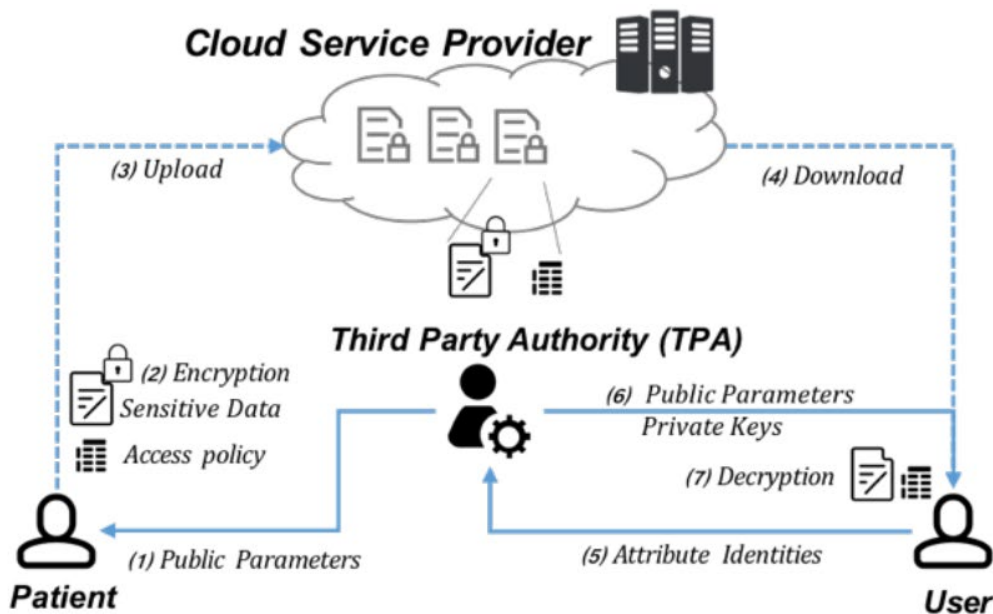 Cloud Service Provider
(3) Upload
(4) Download
Third Party Authority (TPA)
(2) Encryption
Sensitive Data
Access policy
(6) Public Parameters
Private Keys
(7) Decryption
(1) Public Parameters
(5) Attribute Identities
Patient
User